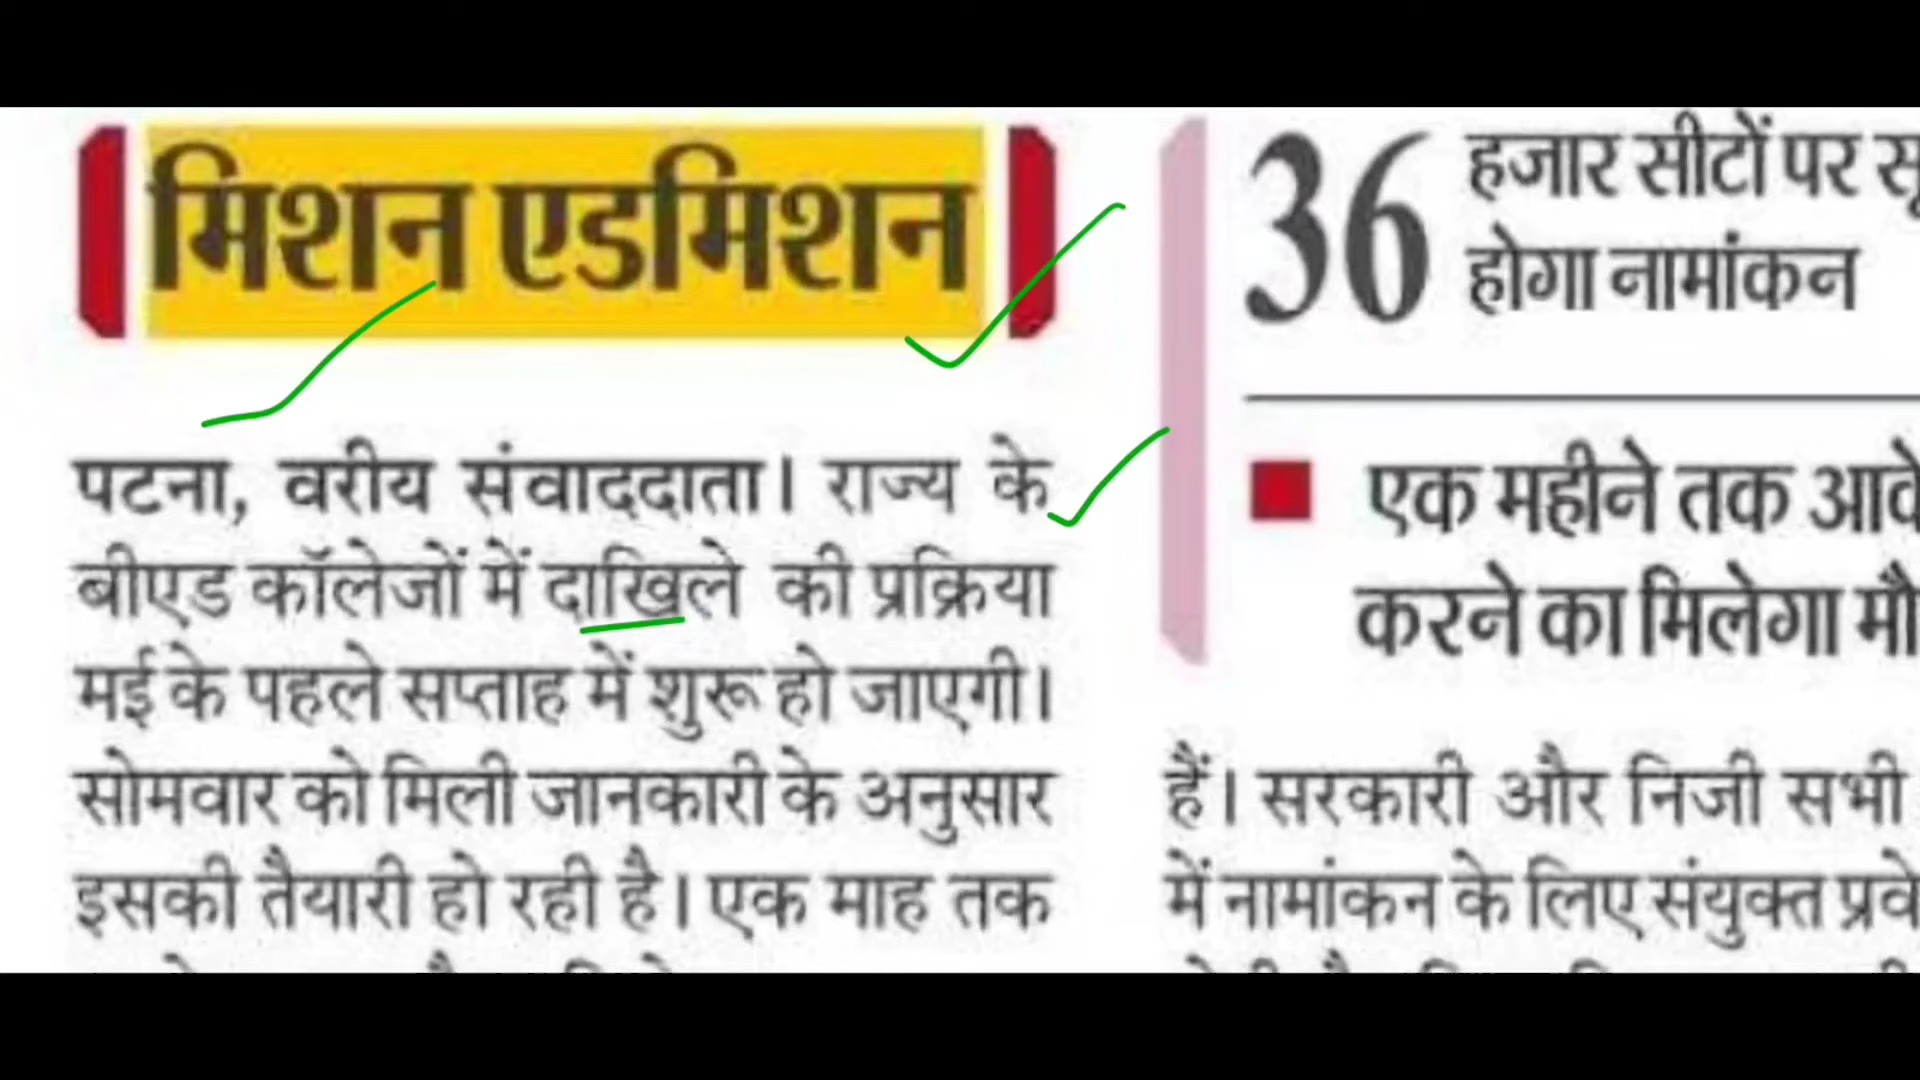 मिशन एडमिशन
पटना, वरीय संवाददाता। राज्य के
बीएड कॉलेजों में दाखिले की प्रक्रिया
मई के पहले सप्ताह में शुरू हो जाएगी।
सोमवार को मिली जानकारी के अनुसार
इसकी तैयारी हो रही है। एक माह तक
36 हजार सीटों पर
होगा नामांकन
एक महीने तक
करने का मिलेगा
हैं। सरकारी और निजी सभी
में नामांकन के लिए संयुक्त